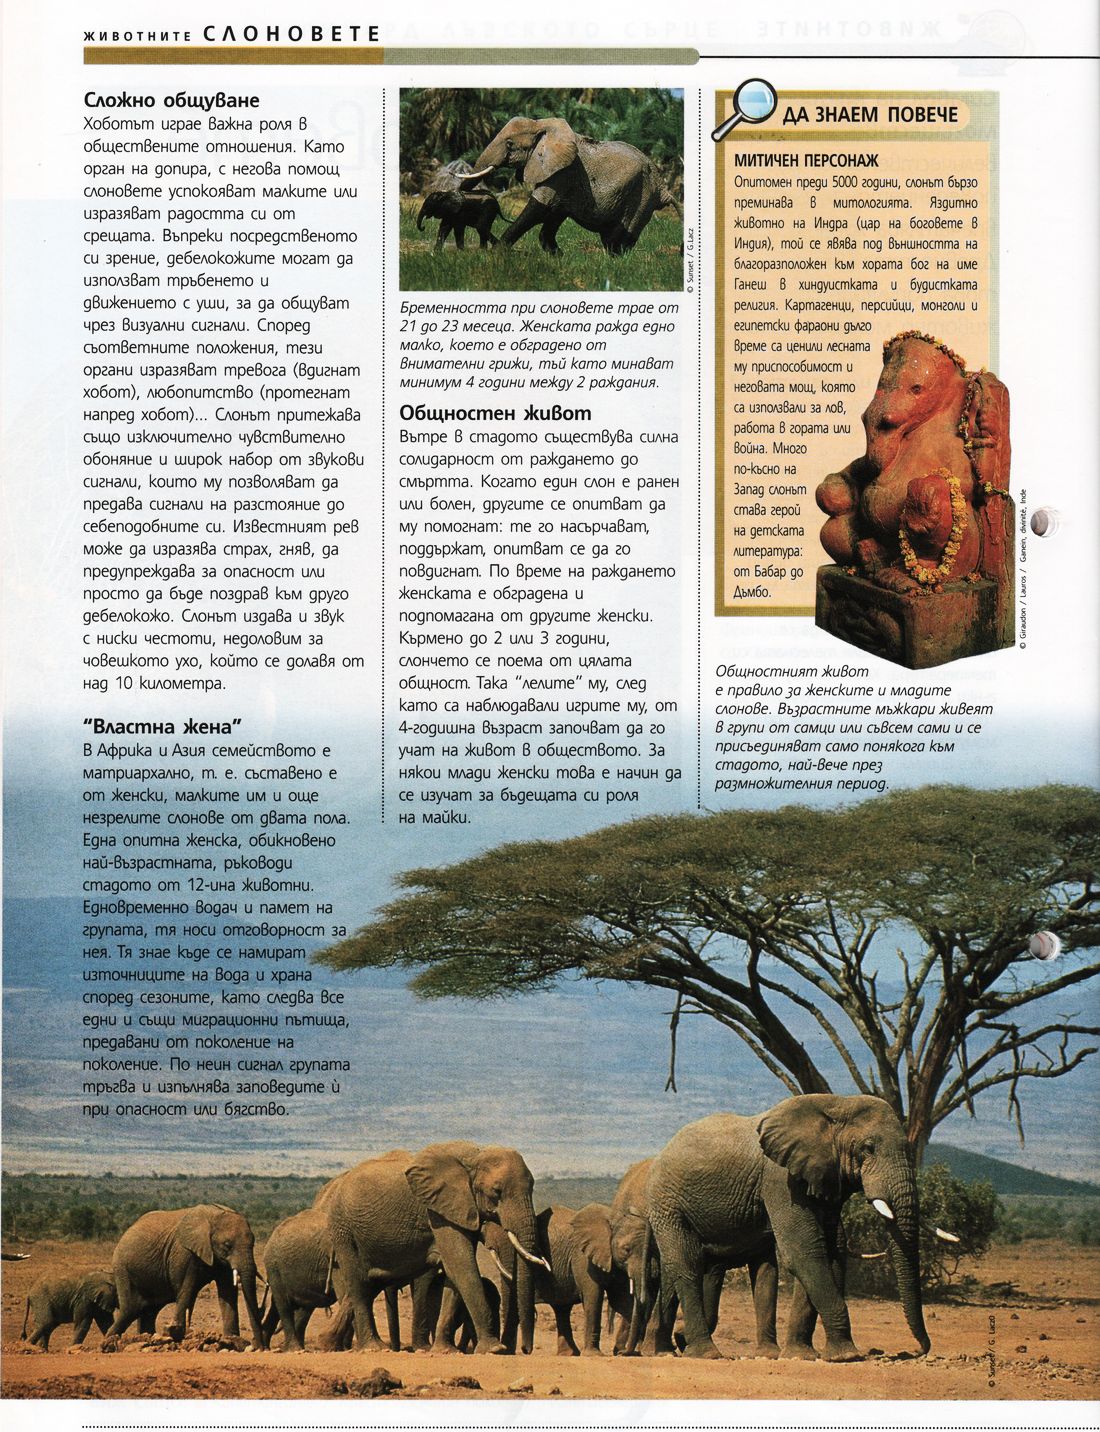 ЖИВОТНИТЕ СЛОНОВЕТЕ
Сложно общуване
Хоботът играе важна роля в
обществените отношения. Като
орган на допира, с негова помощ
слоновете успокояват малките или
изразяват радостта си от
срещата. Въпреки посредственото
си зрение, дебелокожите могат да
използват тръбенето и
движението с уши, за да общуват
чрез визуални сигнали. Според
съответните положения, тези
органи изразяват тревога (вдигнат
хобот), любопитство (протегнат
напред хобот)... Слонът притежава
също изключително чувствително
обоняние и широк набор от звукови
сигнали, които му позволяват да
предава сигнали на разстояние до
себеподобните си. Известният рев
може да изразява страх, гняв, да
предупреждава за опасност или
просто да бъде поздрав към друго
дебелокожо. Слонът издава и звук
с ниски честоти, недоловим за
човешкото ухо, който се долавя от
над 10 километра.
“Властна жена”
В Африка и Азия семейството е
матриархално, т. е. съставено е
от женски, малките им и още
незрелите слонове от двата пола.
Една опитна женска, обикновено
най-възрастната, ръководи
стадото от 12-ина животни.
Едновременно водач и памет на
групата, тя носи отговорност за
нея. Тя знае къде се намират
източниците на вода и храна
според сезоните, като следва все
едни и същи миграционни пътища,
предавани от поколение на
поколение. По неин сигнал групата
тръгва и изпълнява заповедите ѝ
при опасност или бягство.
© Sunset / G.Lacz
Бременността при слоновете трае от
21 до 23 месеца. Женската ражда едно
малко, което е обградено от
внимателни грижи, тъй като минават
минимум 4 години между 2 раждания.
Общностен живот
Вътре в стадото съществува силна
солидарност от раждането до
смъртта. Когато един слон е ранен
или болен, другите се опитват да
му помогнат: те го насърчават,
поддържат, опитват се да го
повдигнат. По време на раждането
женската е обградена и
подпомагана от другите женски.
Кърмено до 2 или 3 години,
слончето се поема от цялата
общност. Така “лелите” му, след
като са наблюдавали игрите му, от
4-годишна възраст започват да го
учат на живот в обществото. За
някои млади женски това е начин да
се изучат за бъдещата си роля
на майки.
ДА ЗНАЕМ ПОВЕЧЕ
МИТИЧЕН ПЕРСОНАЖ
Опитомен преди 5000 години, слонът бързо
преминава в митологията. Яздитно
животно на Индра (цар на боговете в
Индия), той се явява под външността на
благоразположен към хората бог на име
Ганеш в хиндуистката и будистката
религия. Картагенци, персийци, монголи и
египетски фараони дълго
време са ценили лесната
му приспособимост и
неговата мощ, която
са използвали за лов,
работа в гората или
война. Много
по-късно на
Запад слонът
става герой
на детската
литература:
от Бабар до
Дъмбо.
© Giraudon / Lauros / Ganein, divinité, Inde
Общностният живот
е правило за женските и младите
слонове. Възрастните мъжкари живеят
в групи от самци или съвсем сами и се
присъединяват само понякога към
стадото, най-вече през
размножителния период.
© Sunset / G. Lacz